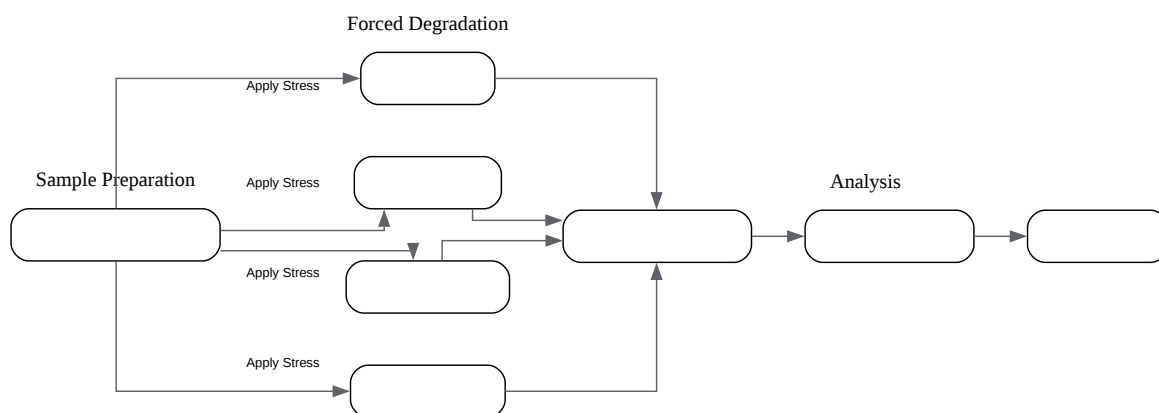 Forced Degradation
Apply Stress
Sample Preparation
Apply Stress
Analysis
Apply Stress
Apply Stress